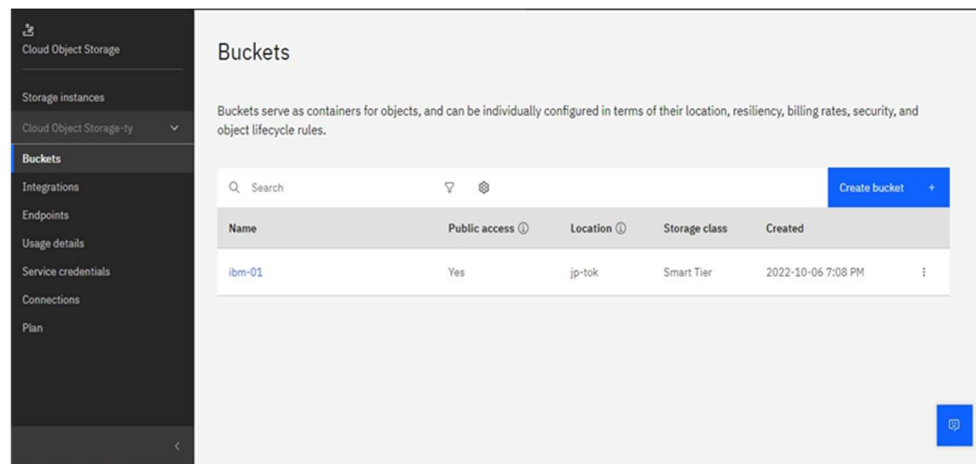 Cloud Object Storage
Storage instances
Cloud Object Storage-ty
Buckets
Integrations
Endpoints
Usage details
Service credentials
Connections
Plan
Buckets
Buckets serve as containers for objects, and can be individually configured in terms of their location, resiliency, billing rates, security, and
object lifecycle rules.
Search
Create bucket +
Name Public access Location Storage class Created
ibm-01 Yes jp-tok Smart Tier 2022-10-06 7:08 PM